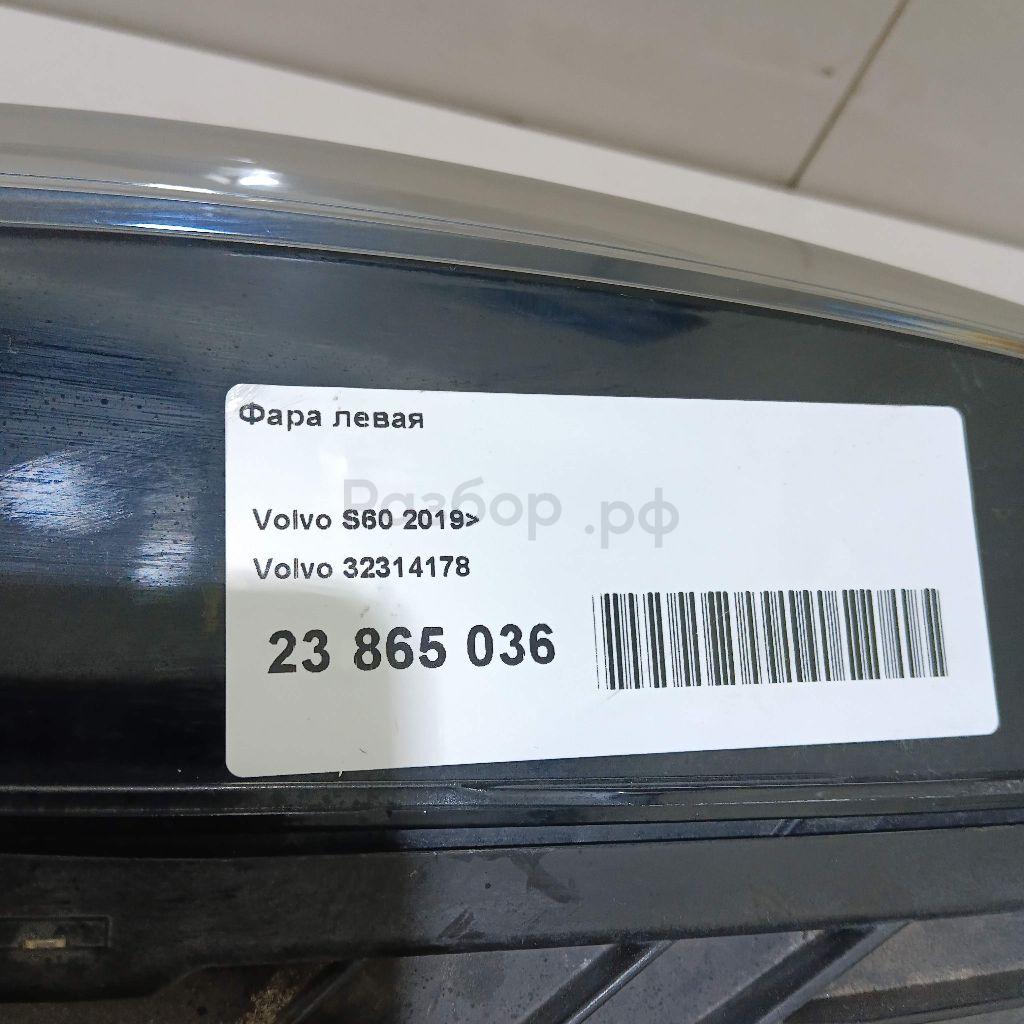 Фара левая
Разбор.рф
Volvo S60 2019>
Volvo 32314178
23 865 036